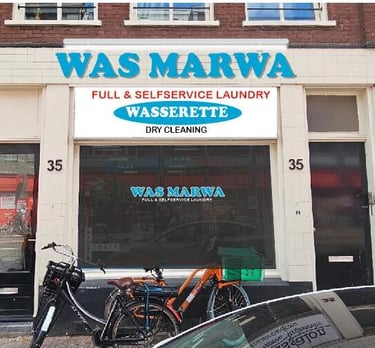 WAS MARWA
FULL & SELFSERVICE LAUNDRY
WASSERETTE
DRY CLEANING
35
35
WAS MARWA
FULL & SELFSERVICE LAUNDRY